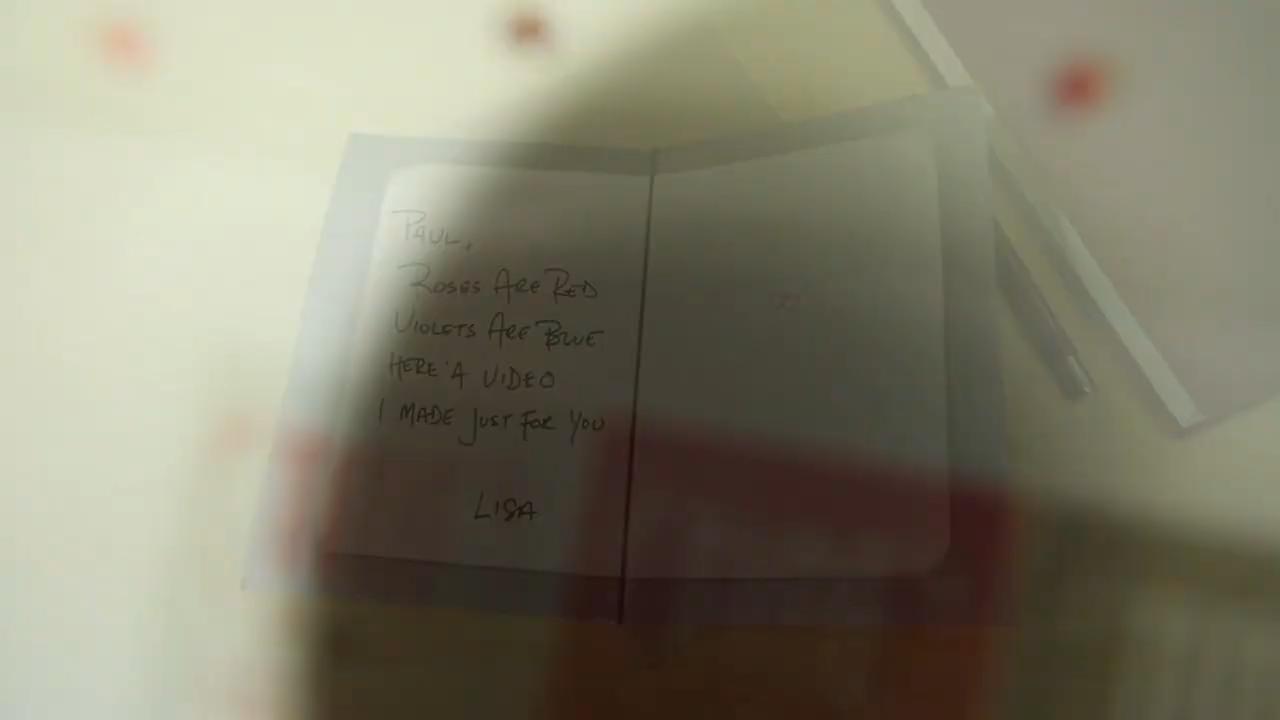 PAUL,
ROSES ARE RED
VIOLETS ARE BLUE
HERE'A VIDEO
I MADE JUST FOR YOU
LISA